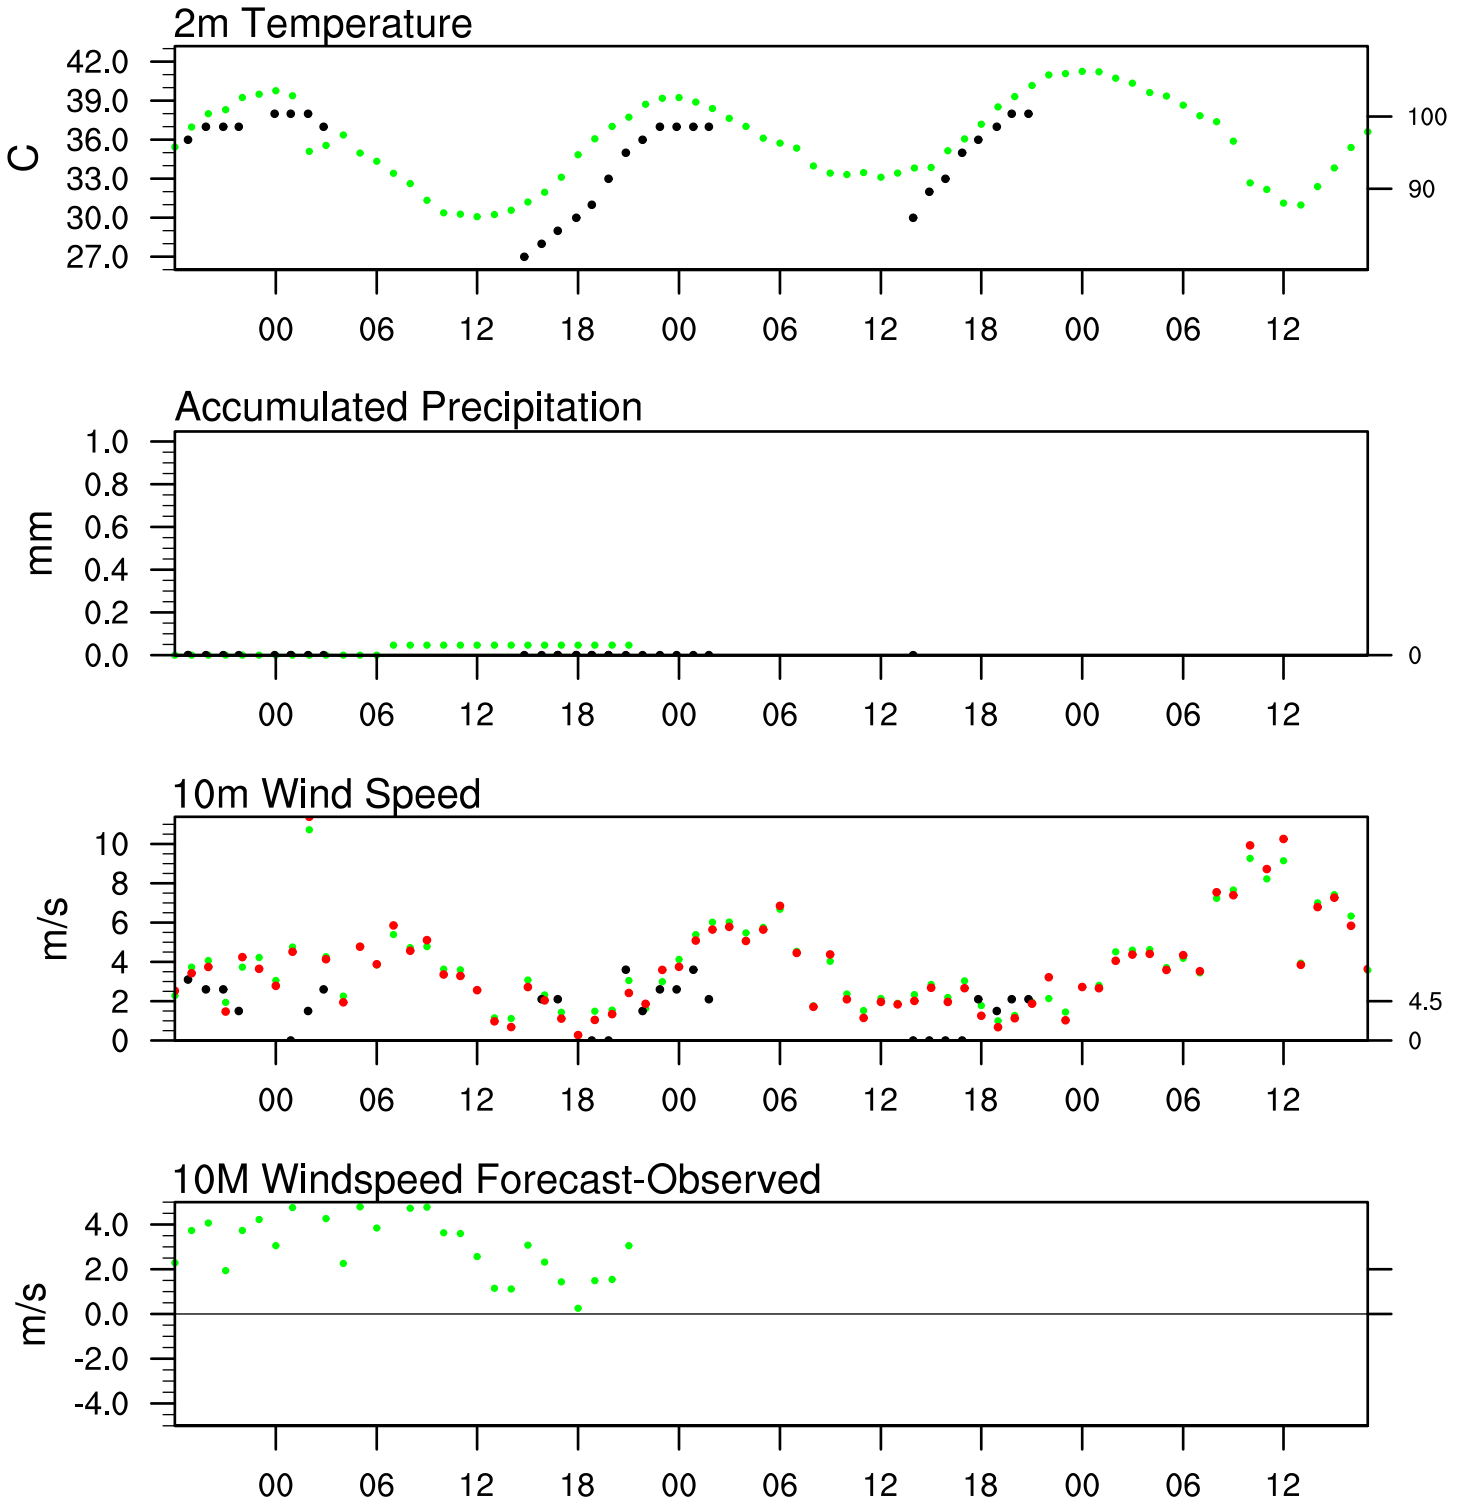 2m Temperature
42.0
39.0
36.0
33.0
30.0
27.0
C
100
90
00 06 12 18 00 06 12 18 00 06 12
Accumulated Precipitation
1.0
0.8
0.6
0.4
0.2
0.0
mm
0
00 06 12 18 00 06 12 18 00 06 12
10m Wind Speed
10
8
6
4
2
0
m/s
4.5
0
00 06 12 18 00 06 12 18 00 06 12
10M Windspeed Forecast-Observed
4.0
2.0
0.0
-2.0
-4.0
m/s
00 06 12 18 00 06 12 18 00 06 12